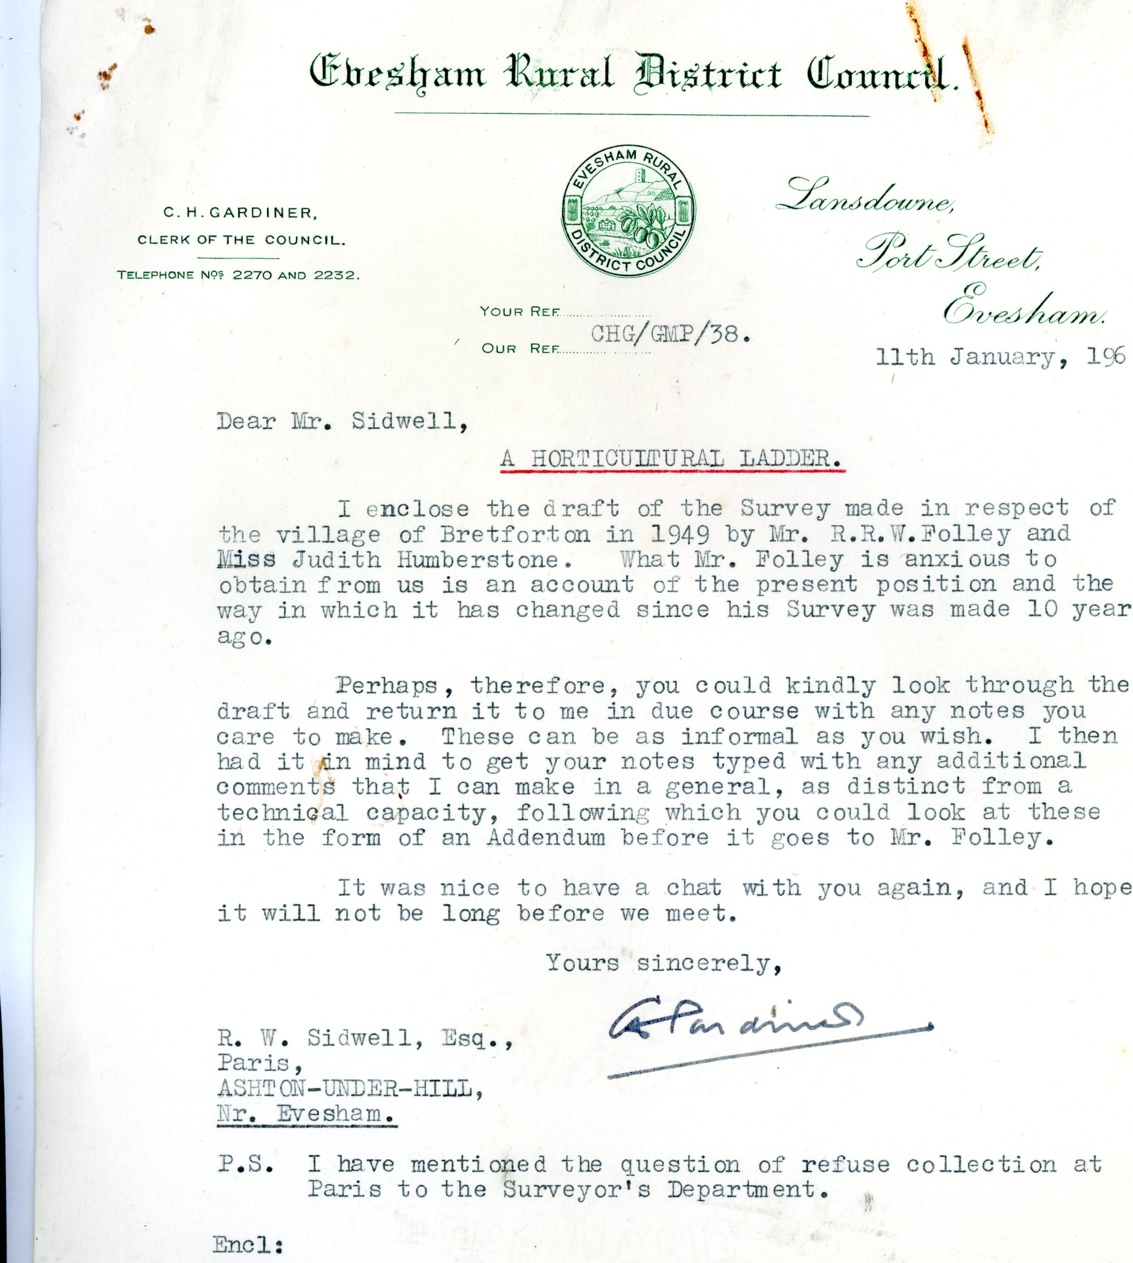 Evesham Rural District Council.
EVESHAM RURAL
DISTRICT COUNCIL
C. H. GARDINER,
CLERK OF THE COUNCIL.
TELEPHONE NOS 2270 AND 2232.
Lansdowne,
Port Street,
Evesham.
YOUR REF.
OUR REF. CHG/GMP/38.
11th January, 196
Dear Mr. Sidwell,
A HORTICULTURAL LADDER.
I enclose the draft of the Survey made in respect of
the village of Bretforton in 1949 by Mr. R.R.W.Folley and
Miss Judith Humberstone. What Mr. Folley is anxious to
obtain from us is an account of the present position and the
way in which it has changed since his Survey was made 10 year
ago.
Perhaps, therefore, you could kindly look through the
draft and return it to me in due course with any notes you
care to make. These can be as informal as you wish. I then
had it in mind to get your notes typed with any additional
comments that I can make in a general, as distinct from a
technical capacity, following which you could look at these
in the form of an Addendum before it goes to Mr. Folley.
It was nice to have a chat with you again, and I hope
it will not be long before we meet.
Yours sincerely,
C H Gardiner
R. W. Sidwell, Esq.,
Paris,
ASHTON-UNDER-HILL,
Nr. Evesham.
P.S. I have mentioned the question of refuse collection at
Paris to the Surveyor's Department.
Encl: